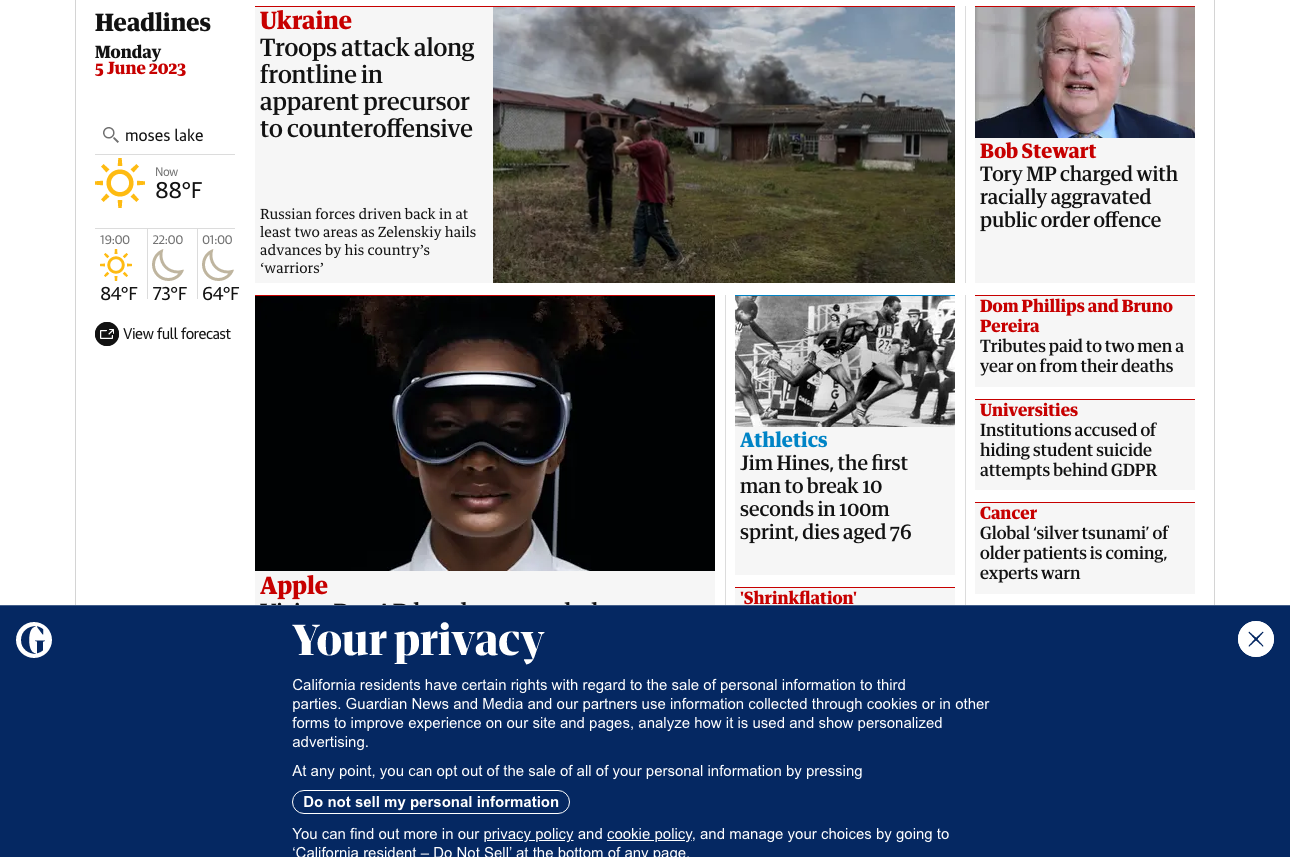 Headlines
Monday
5 June 2023
moses lake
Now
88°F
19:00
84°F
22:00
73°F
01:00
64°F
View full forecast
Ukraine
Troops attack along
frontline in
apparent precursor
to counteroffensive
Russian forces driven back in at
least two areas as Zelenskiy hails
advances by his country’s
‘warriors’
Bob Stewart
Tory MP charged with
racially aggravated
public order offence
Apple
Athletics
Jim Hines, the first
man to break 10
seconds in 100m
sprint, dies aged 76
'Shrinkflation'
Dom Phillips and Bruno
Pereira
Tributes paid to two men a
year on from their deaths
Universities
Institutions accused of
hiding student suicide
attempts behind GDPR
Cancer
Global ‘silver tsunami’ of
older patients is coming,
experts warn
Your privacy
California residents have certain rights with regard to the sale of personal information to third
parties. Guardian News and Media and our partners use information collected through cookies or in other
forms to improve experience on our site and pages, analyze how it is used and show personalized
advertising.
At any point, you can opt out of the sale of all of your personal information by pressing
Do not sell my personal information
You can find out more in our privacy policy and cookie policy, and manage your choices by going to
‘California resident – Do Not Sell’ at the bottom of any page.